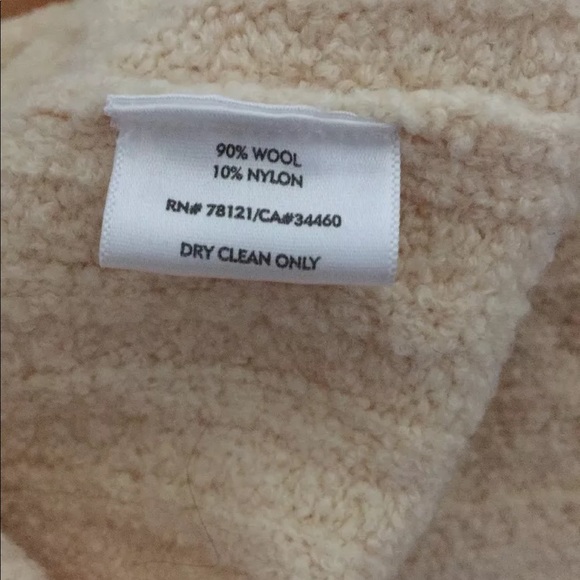 90% WOOL
10% NYLON
RN# 78121/CA#34460
DRY CLEAN ONLY